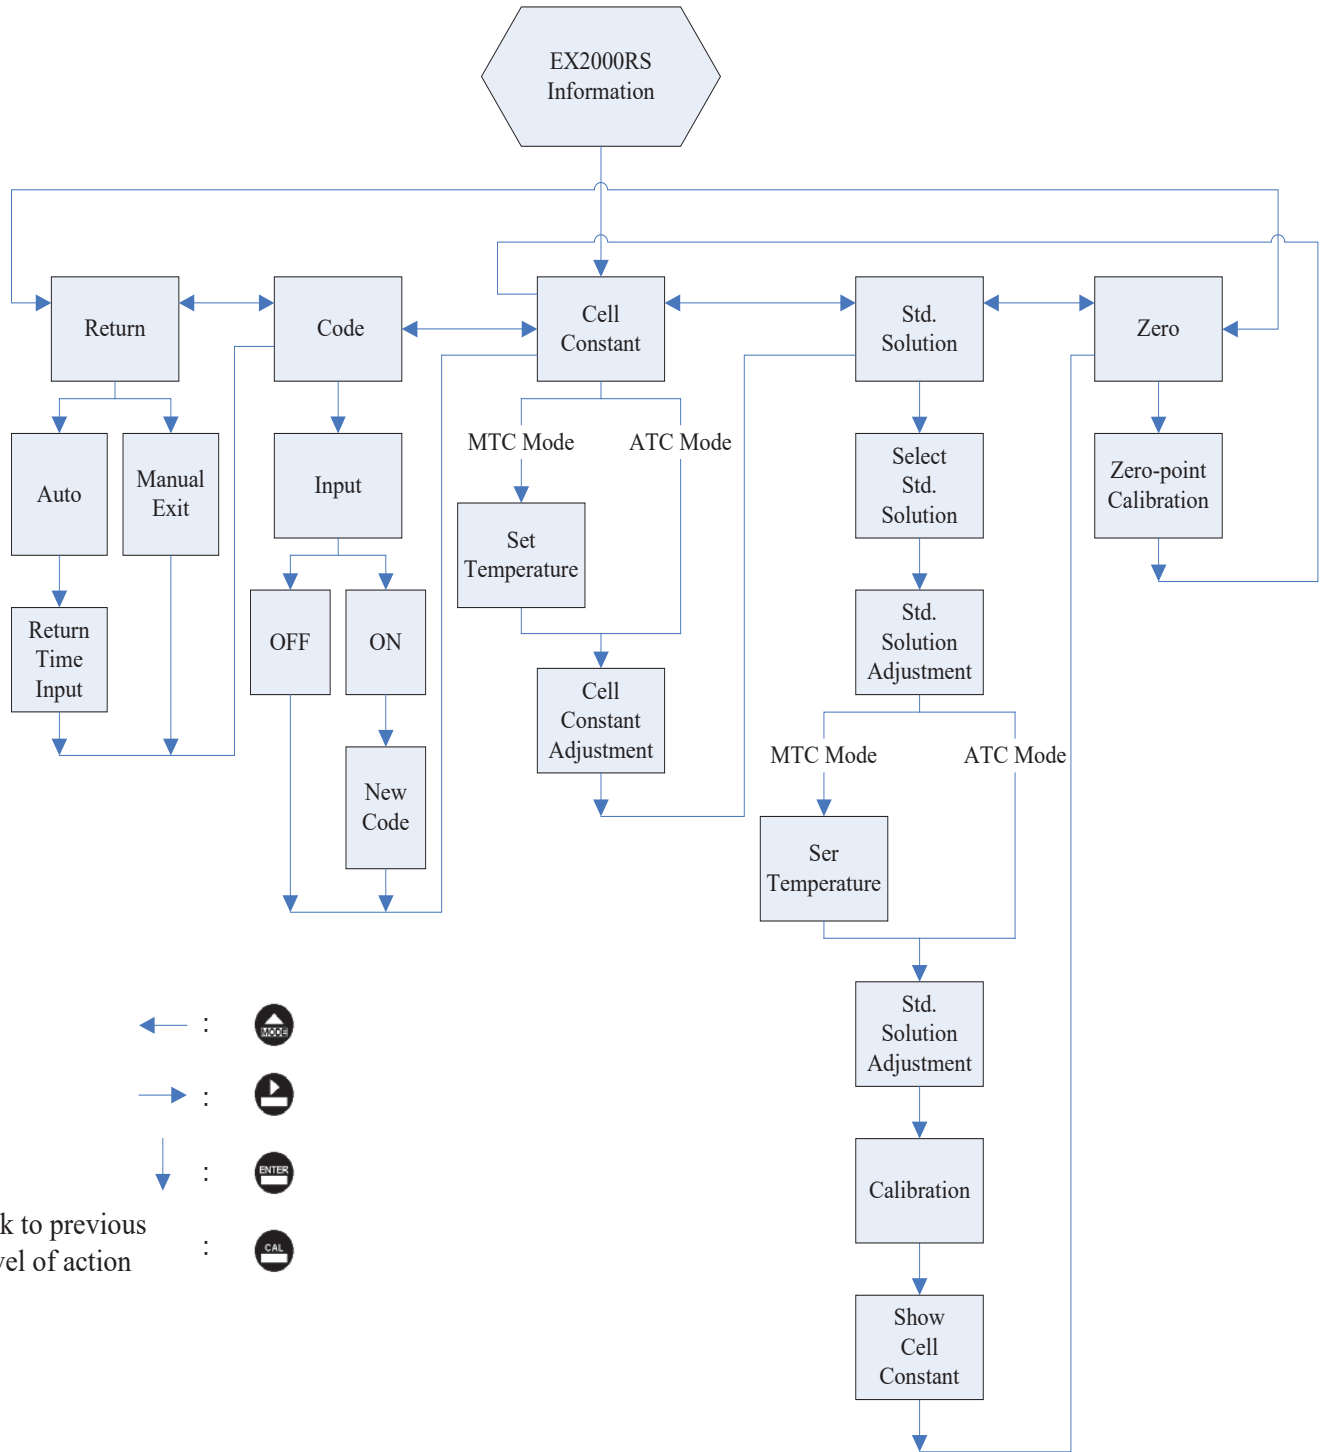 EX2000RS
Information
Return
Code
Cell
Constant
Std.
Solution
Zero
MTC Mode
ATC Mode
Auto
Manual
Exit
Input
Select
Std.
Solution
Zero-point
Calibration
Set
Temperature
Return
Time
Input
OFF
ON
Std.
Solution
Adjustment
Cell
Constant
Adjustment
MTC Mode
ATC Mode
New
Code
Ser
Temperature
Std.
Solution
Adjustment
: MODE
:
: ENTER
Calibration
k to previous
vel of action
: CAL
Show
Cell
Constant